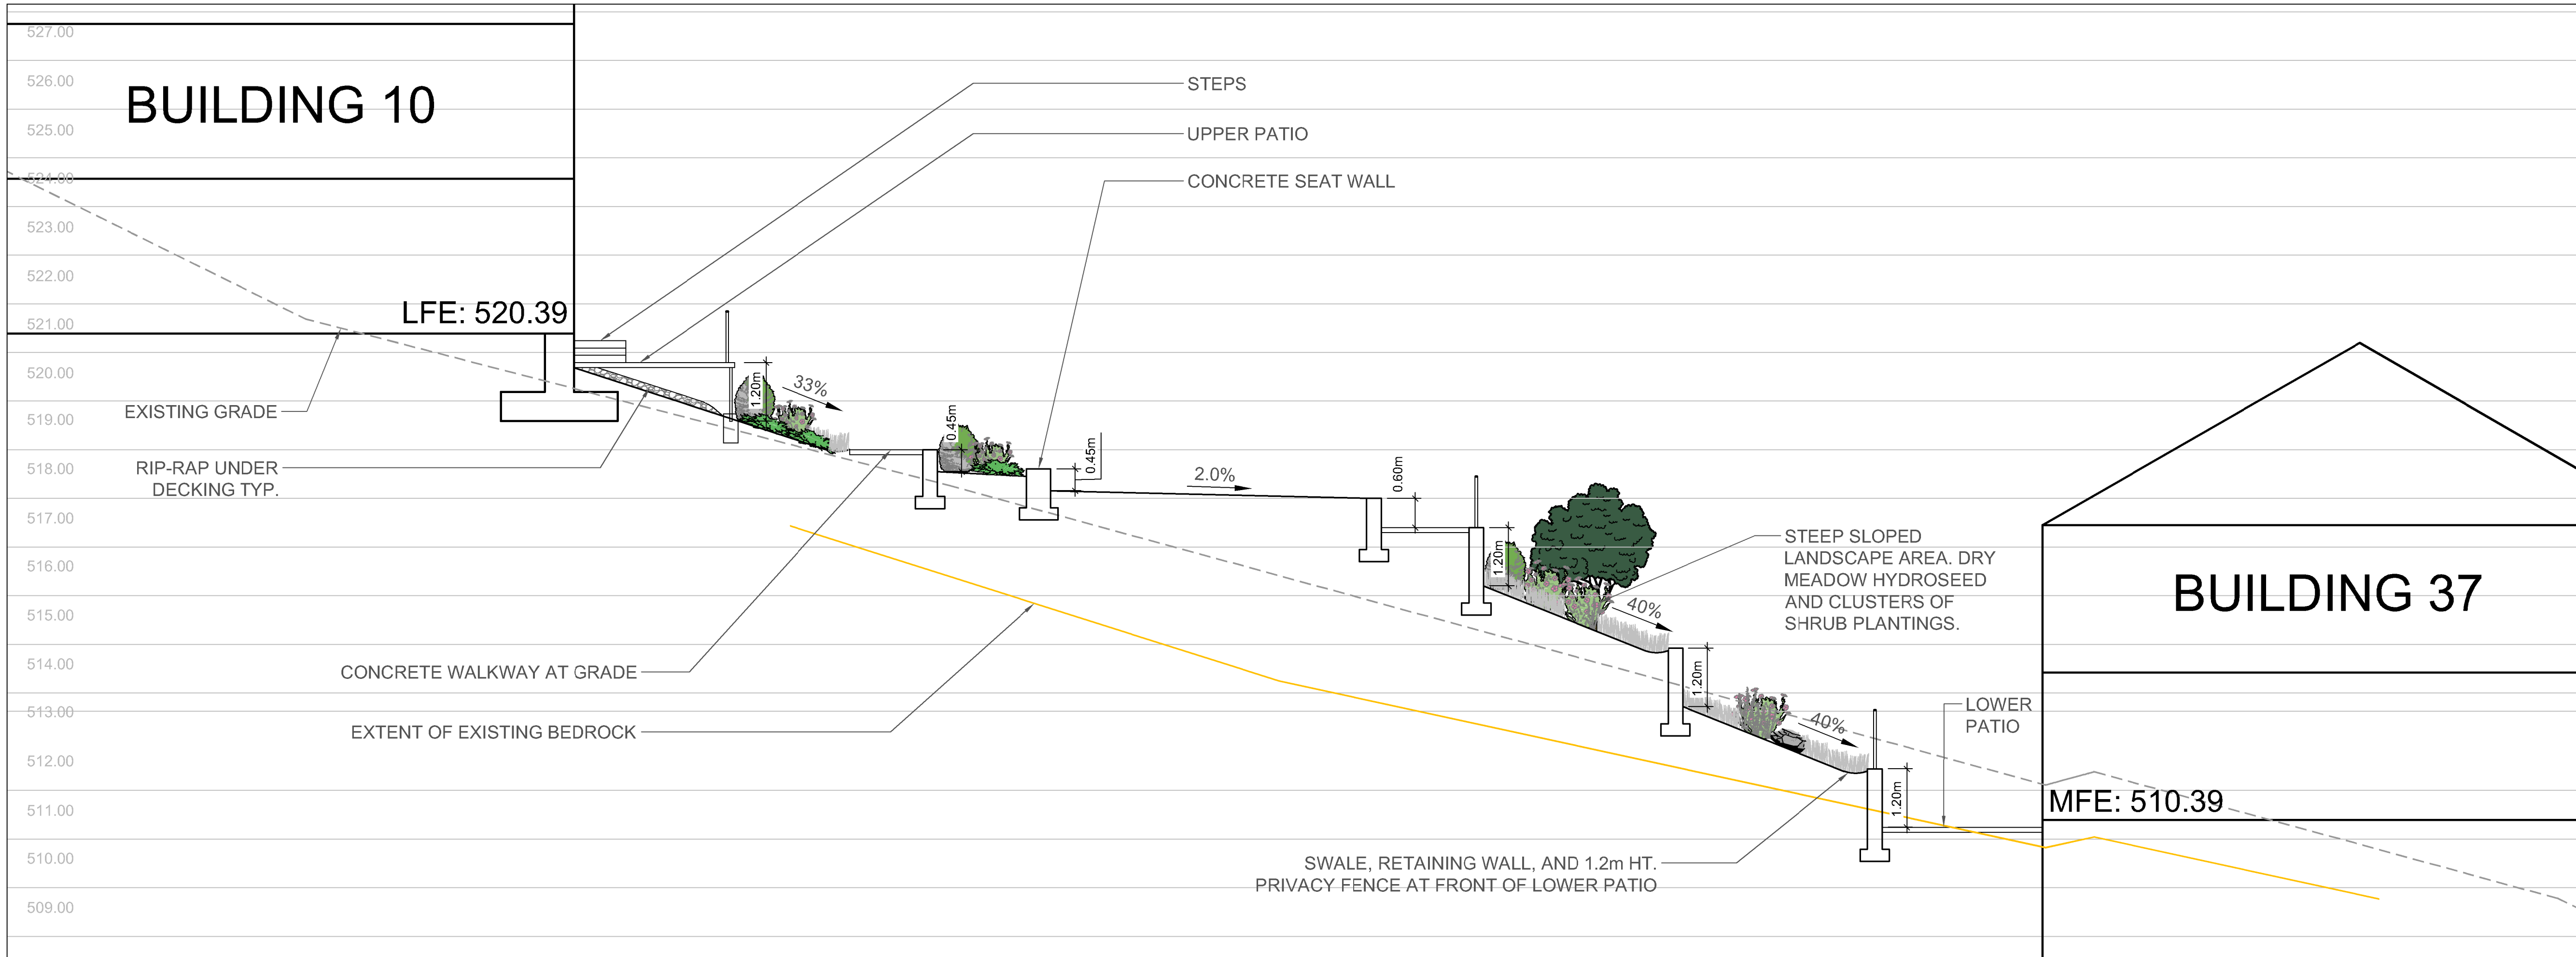 527.00
526.00
525.00
524.00
523.00
522.00
521.00
520.00
519.00
518.00
517.00
516.00
515.00
514.00
513.00
512.00
511.00
510.00
509.00
BUILDING 10
LFE: 520.39
EXISTING GRADE
RIP-RAP UNDER
DECKING TYP.
CONCRETE WALKWAY AT GRADE
EXTENT OF EXISTING BEDROCK
STEPS
UPPER PATIO
CONCRETE SEAT WALL
1.20m
33%
0.45m
0.45m
2.0%
0.60m
1.20m
40%
STEEP SLOPED
LANDSCAPE AREA. DRY
MEADOW HYDROSEED
AND CLUSTERS OF
SHRUB PLANTINGS.
1.20m
40%
1.20m
LOWER
PATIO
SWALE, RETAINING WALL, AND 1.2m HT.
PRIVACY FENCE AT FRONT OF LOWER PATIO
BUILDING 37
MFE: 510.39